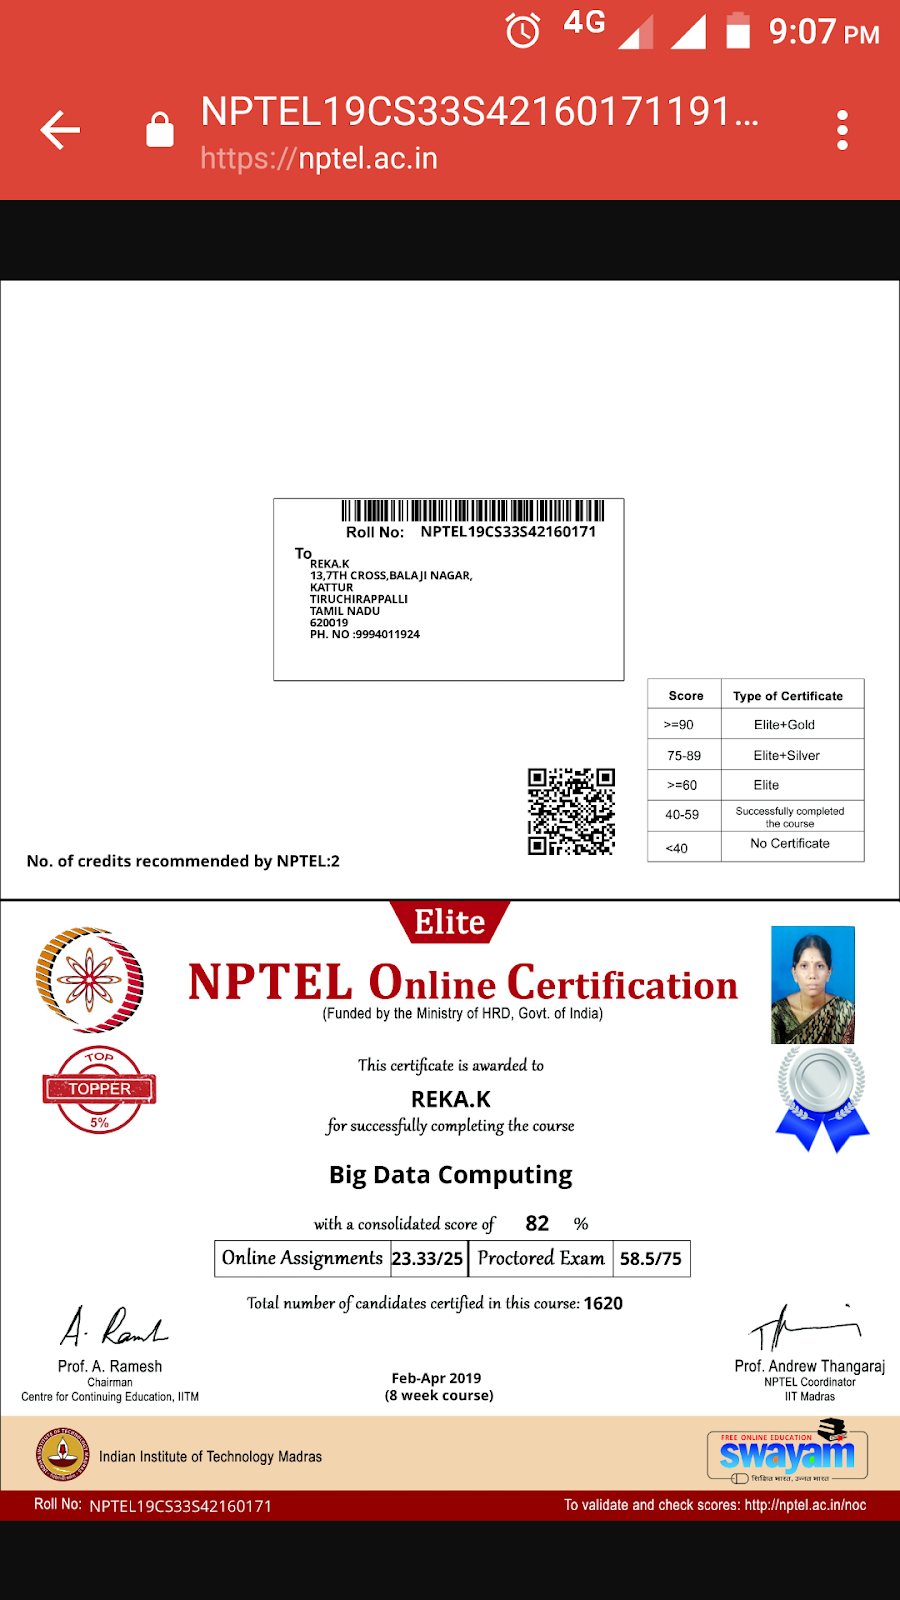 4G 9:07 PM
NPTEL19CS33S42160171191...
https://nptel.ac.in
Roll No: NPTEL19CS33S42160171
To
REKA.K
13,7TH CROSS,BALAJI NAGAR,
KATTUR
TIRUCHIRAPPALLI
TAMIL NADU
620019
PH. NO :9994011924
Score Type of Certificate
>=90 Elite+Gold
75-89 Elite+Silver
>=60 Elite
40-59 Successfully completed
the course
<40 No Certificate
No. of credits recommended by NPTEL:2
Elite
NPTEL Online Certification
(Funded by the Ministry of HRD, Govt. of India)
TOP
TOPPER
5%
This certificate is awarded to
REKA.K
for successfully completing the course
Big Data Computing
with a consolidated score of 82 %
Online Assignments 23.33/25 Proctored Exam 58.5/75
Total number of candidates certified in this course: 1620
A. Ramesh
Prof. A. Ramesh
Chairman
Centre for Continuing Education, IITM
Feb-Apr 2019
(8 week course)
Prof. Andrew Thangaraj
NPTEL Coordinator
IIT Madras
Indian Institute of Technology Madras
FREE ONLINE EDUCATION
swayam
शिक्षित भारत, उन्नत भारत
Roll No: NPTEL19CS33S42160171
To validate and check scores: http://nptel.ac.in/noc